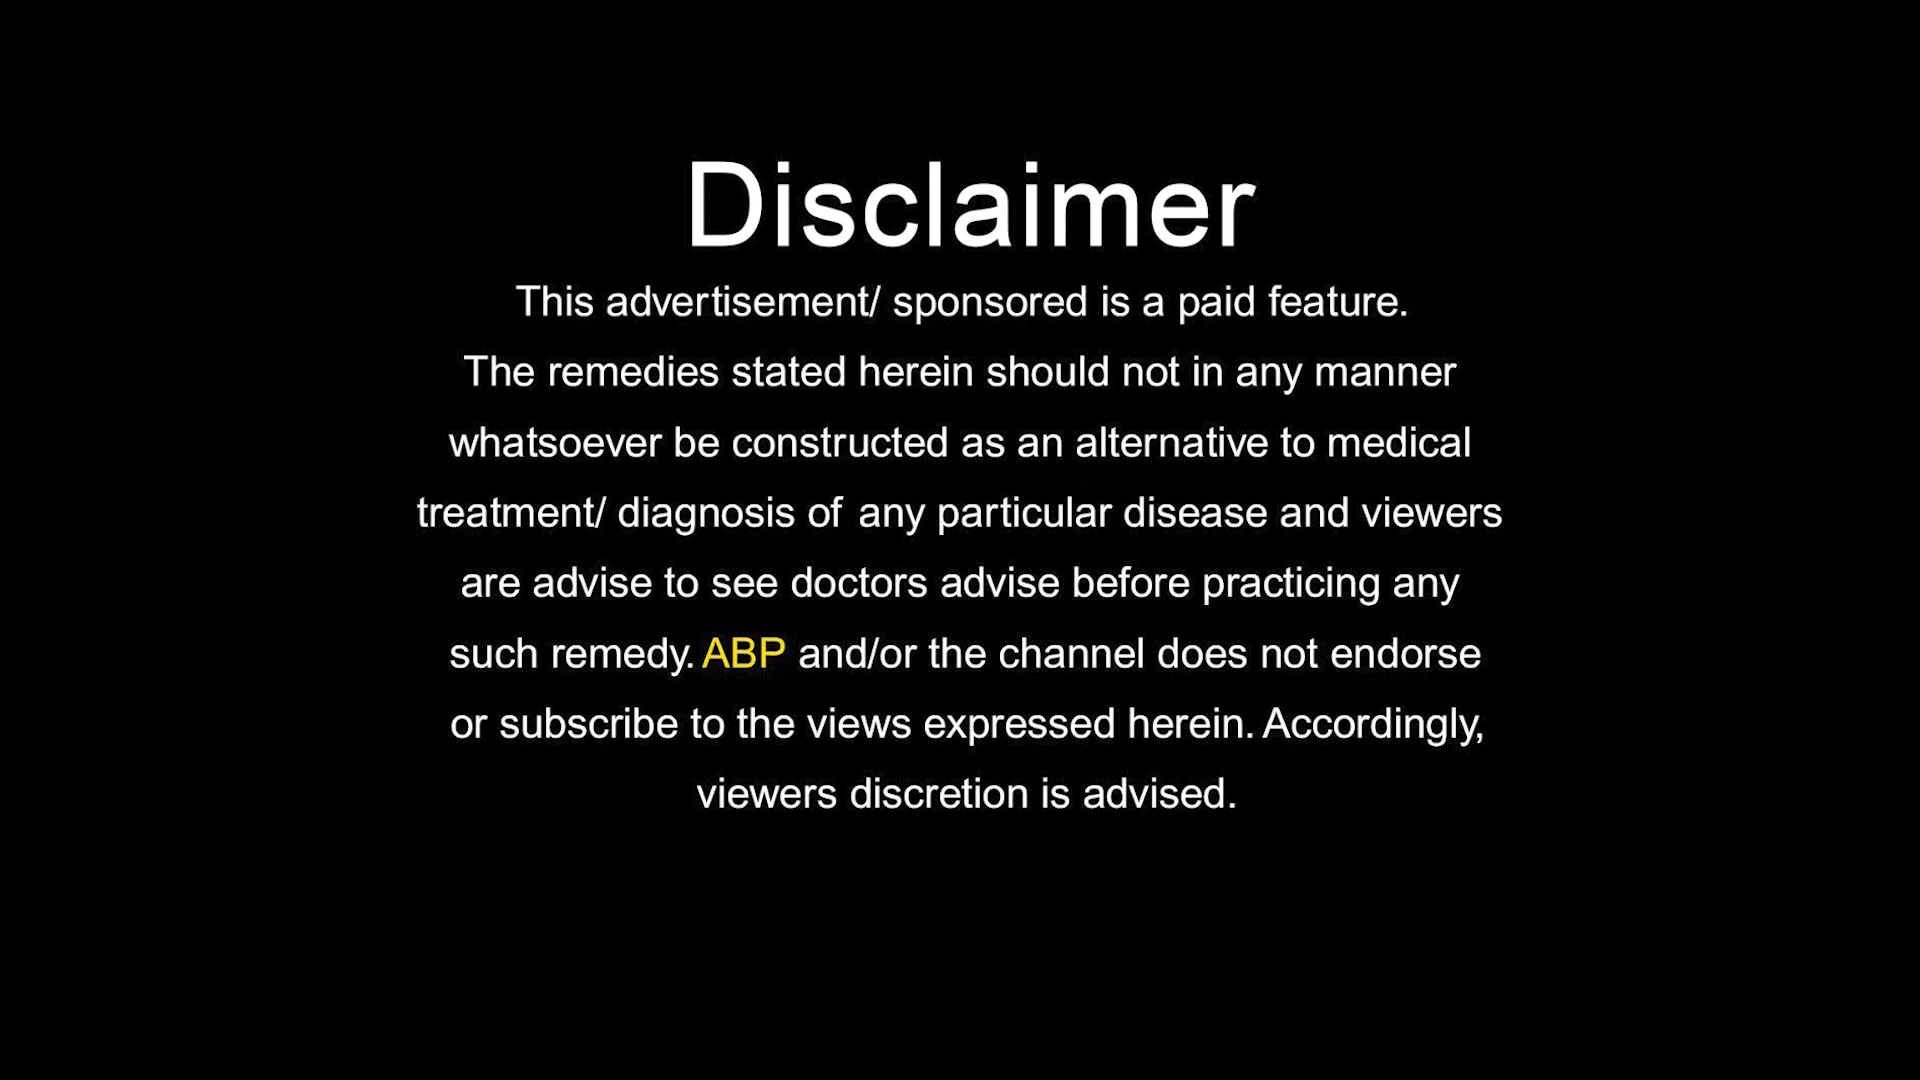 Disclaimer
This advertisement/ sponsored is a paid feature.
The remedies stated herein should not in any manner
whatsoever be constructed as an alternative to medical
treatment/ diagnosis of any particular disease and viewers
are advise to see doctors advise before practicing any
such remedy. ABP and/or the channel does not endorse
or subscribe to the views expressed herein. Accordingly,
viewers discretion is advised.